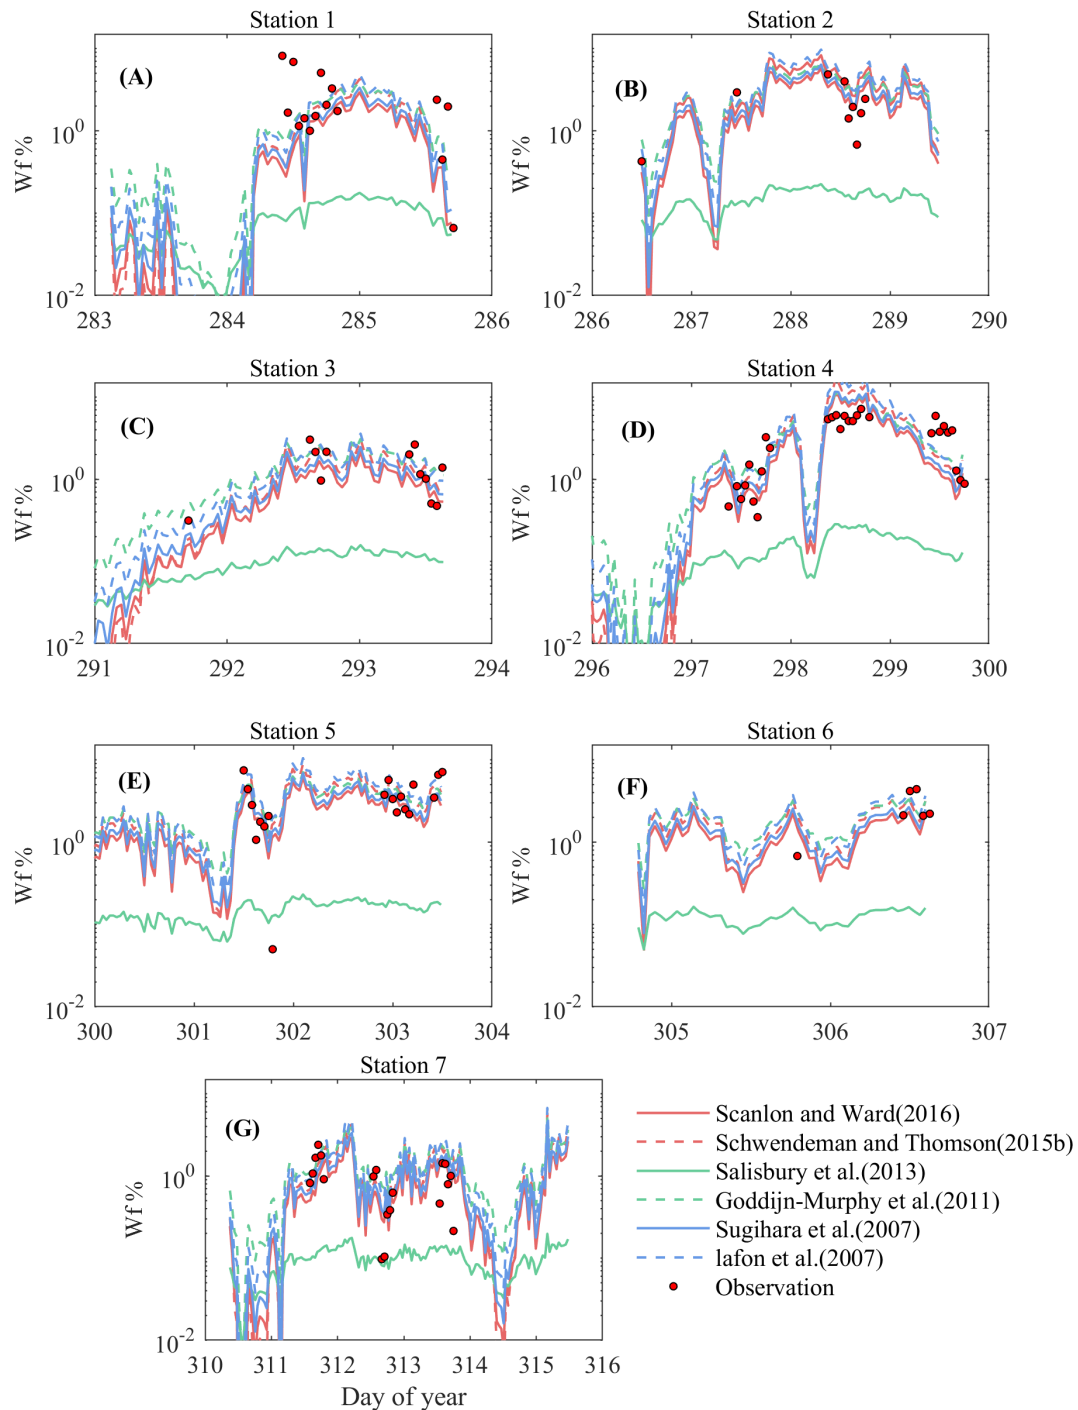 Station 1
(A)
Wf %
10^0
10^-2
283 284 285 286
Station 2
(B)
Wf %
10^0
10^-2
286 287 288 289 290
Station 3
(C)
Wf %
10^0
10^-2
291 292 293 294
Station 4
(D)
Wf %
10^0
10^-2
296 297 298 299 300
Station 5
(E)
Wf %
10^0
10^-2
300 301 302 303 304
Station 6
(F)
Wf %
10^0
10^-2
305 306 307
Station 7
(G)
Wf %
10^0
10^-2
310 311 312 313 314 315 316
Day of year
Scanlon and Ward(2016)
Schwendeman and Thomson(2015b)
Salisbury et al.(2013)
Goddijn-Murphy et al.(2011)
Sugihara et al.(2007)
lafon et al.(2007)
Observation